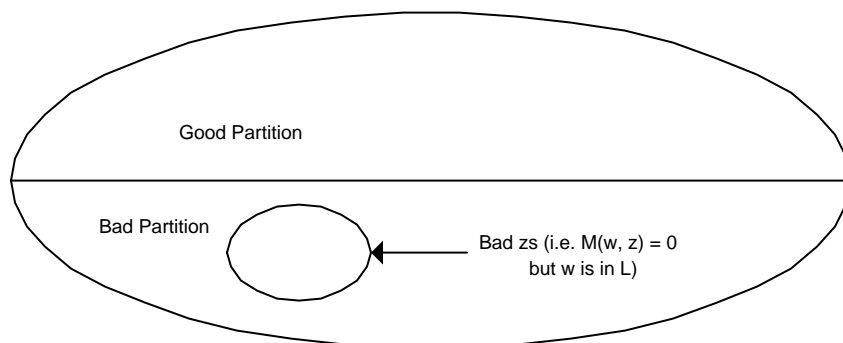 Good Partition
Bad Partition
Bad zs (i.e. M(w, z) = 0
but w is in L)